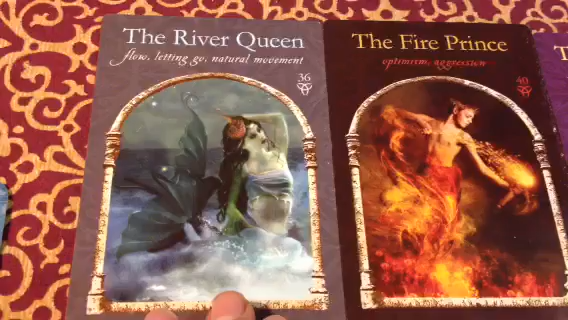 The River Queen
flow, letting go, natural movement
36
The Fire Prince
optimism, aggression
40
T